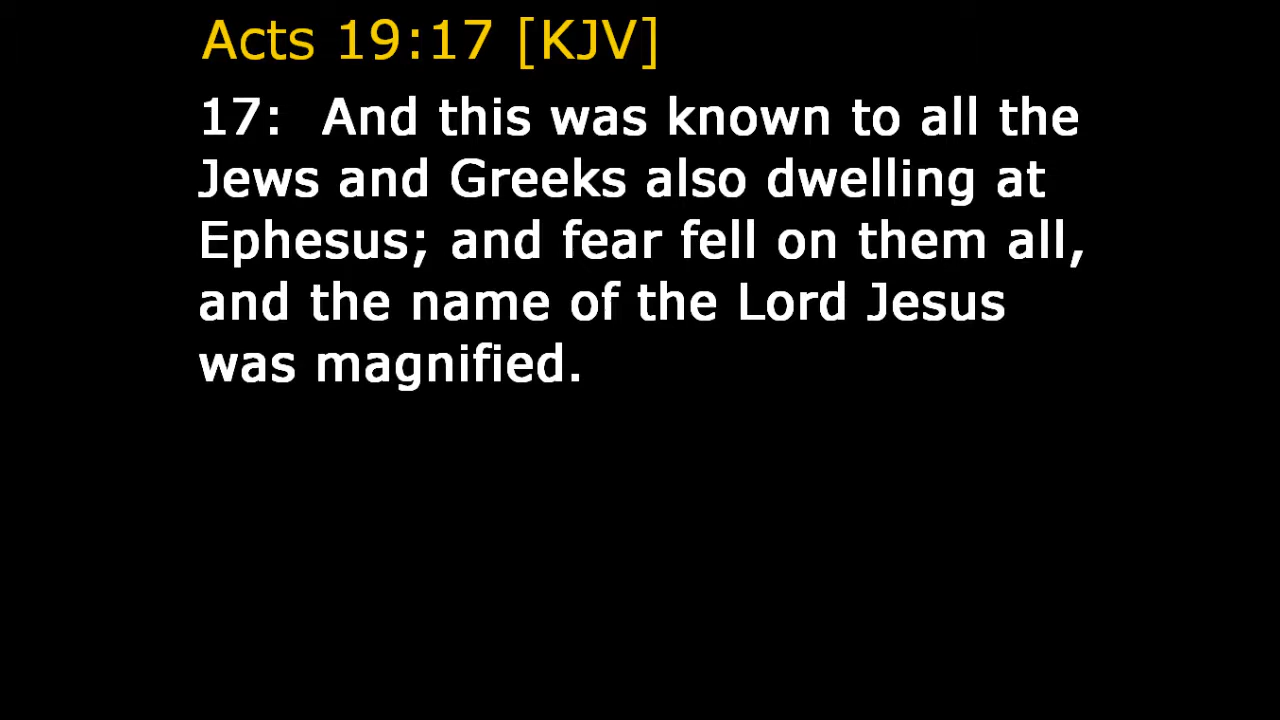 Acts 19:17 [KJV]
17:  And this was known to all the
Jews and Greeks also dwelling at
Ephesus; and fear fell on them all,
and the name of the Lord Jesus
was magnified.